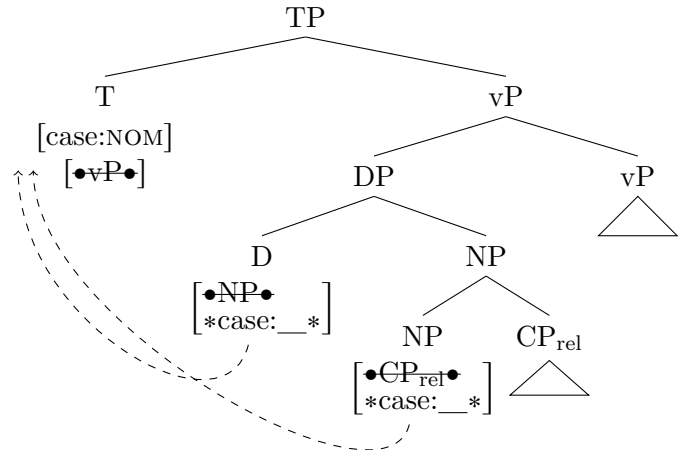 TP
T
vP
[case:NOM]
[●vP●]
DP
vP
D
NP
[●NP●
∗case:__∗]
NP
CPrel
[●CPrel●
∗case:__∗]